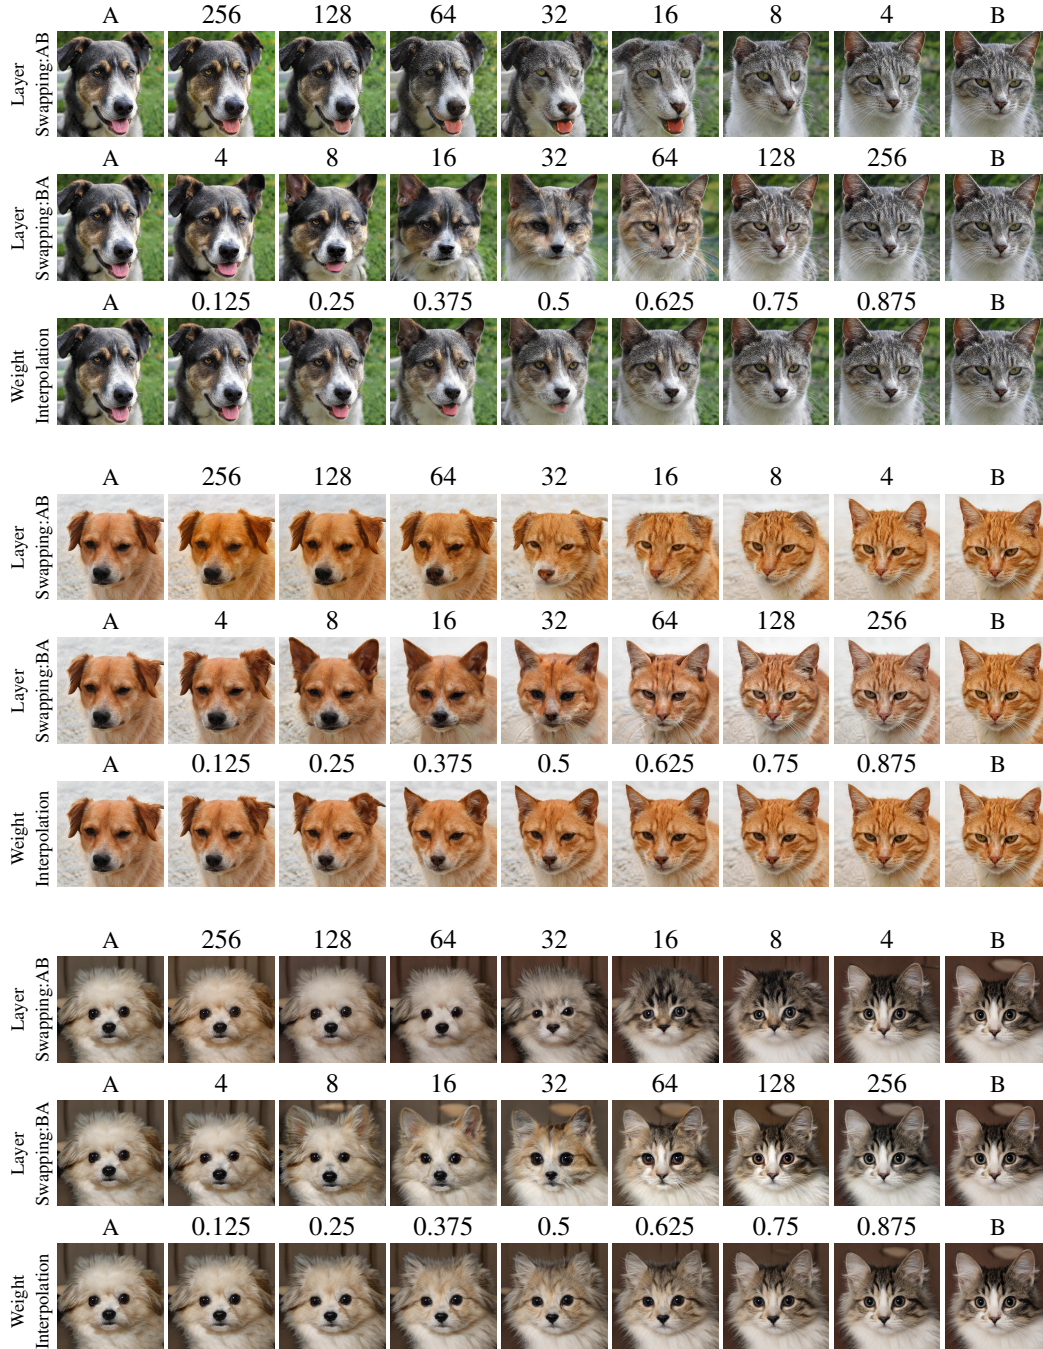 A 256 128 64 32 16 8 4 B
Layer
Swapping:AB
A 4 8 16 32 64 128 256 B
Layer
Swapping:BA
A 0.125 0.25 0.375 0.5 0.625 0.75 0.875 B
Weight
Interpolation
A 256 128 64 32 16 8 4 B
Layer
Swapping:AB
A 4 8 16 32 64 128 256 B
Layer
Swapping:BA
A 0.125 0.25 0.375 0.5 0.625 0.75 0.875 B
Weight
Interpolation
A 256 128 64 32 16 8 4 B
Layer
Swapping:AB
A 4 8 16 32 64 128 256 B
Layer
Swapping:BA
A 0.125 0.25 0.375 0.5 0.625 0.75 0.875 B
Weight
Interpolation